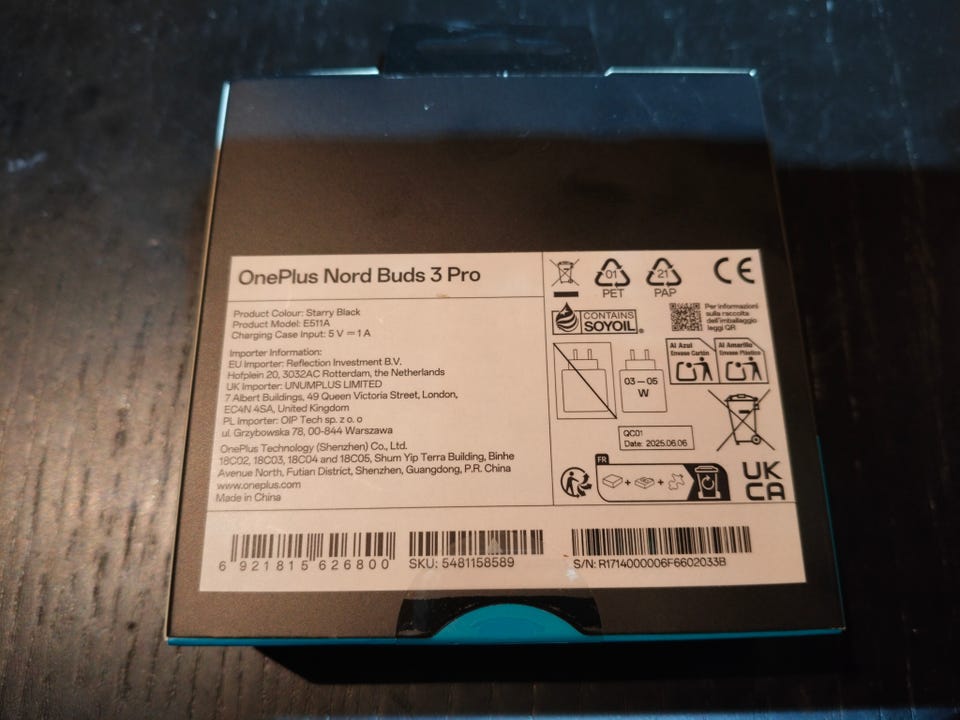 OnePlus Nord Buds 3 Pro
Product Colour: Starry Black
Product Model: E511A
Charging Case Input: 5 V ⎓ 1 A
Importer Information:
EU Importer: Reflection Investment B.V.
Hofplein 20, 3032AC Rotterdam, the Netherlands
UK Importer: UNUMPLUS LIMITED
7 Albert Buildings, 49 Queen Victoria Street, London,
EC4N 4SA, United Kingdom
PL Importer: OIP Tech sp. z o. o
ul. Grzybowska 78, 00-844 Warszawa
OnePlus Technology (Shenzhen) Co., Ltd.
18C02, 18C03, 18C04 and 18C05, Shum Yip Terra Building, Binhe
Avenue North, Futian District, Shenzhen, Guangdong, P.R. China
www.oneplus.com
Made in China
01
PET
21
PAP
CE
CONTAINS
SOYOIL®
Per informazioni
sulla raccolta
dell'imballaggio
leggi QR
03 — 05
W
Al Azul
Envase Cartón
Al Amarillo
Envase Plástico
QC01
Date: 2025.06.06
FR
+ + 
UK
CA
6 921815 626800
SKU: 5481158589
S/N: R1714000006F6602033B